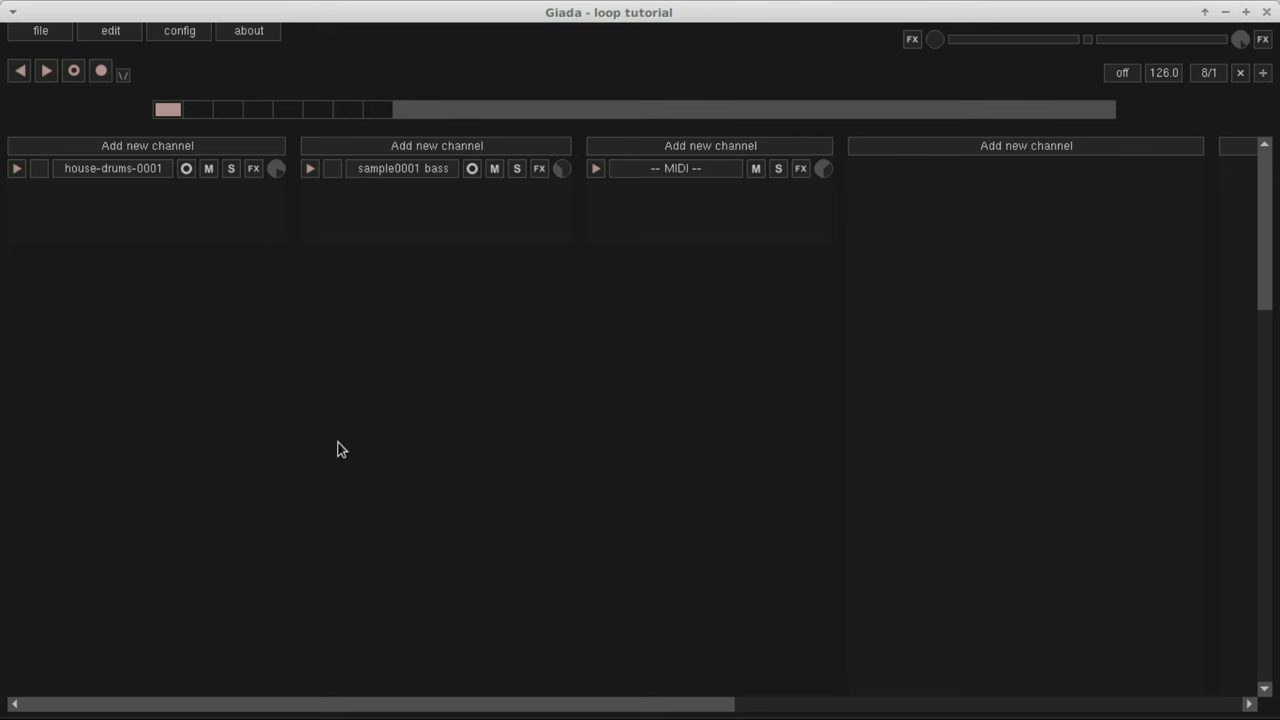 Giada - loop tutorial
file edit config about
FX FX
off 126.0 8/1 × ÷
Add new channel Add new channel Add new channel Add new channel
house-drums-0001 M S FX sample0001 bass M S FX -- MIDI -- M S FX